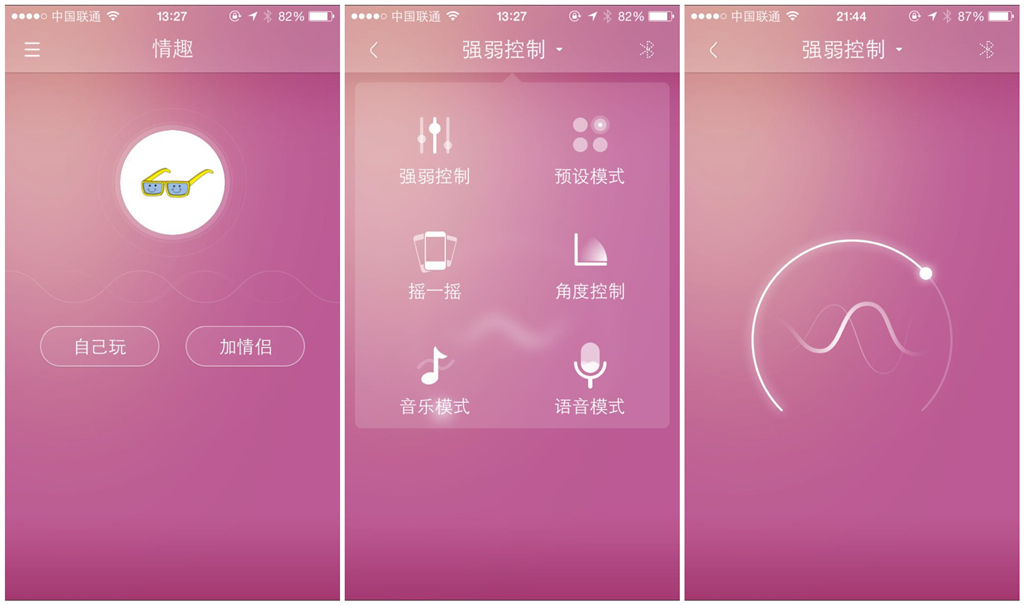 中国联通 13:27 82%
情趣
自己玩 加情侣
中国联通 13:27 82%
强弱控制
强弱控制 预设模式
摇一摇 角度控制
音乐模式 语音模式
中国联通 21:44 87%
强弱控制